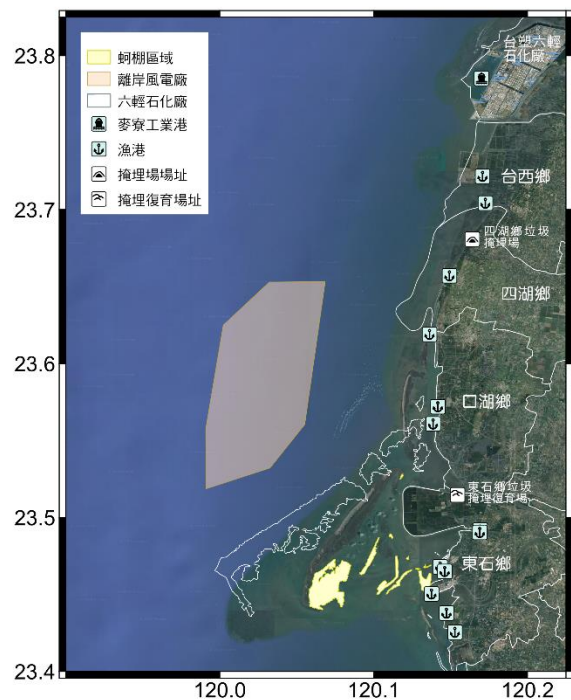 23.8
23.7
23.6
23.5
23.4
120.0
120.1
120.2
蚵棚區域
離岸風電廠
六輕石化廠
麥寮工業港
漁港
掩埋場場址
掩埋復育場址
台塑六輕
石化廠
台西鄉
四湖鄉垃圾
掩埋場
四湖鄉
口湖鄉
東石鄉垃圾
掩埋復育場
東石鄉